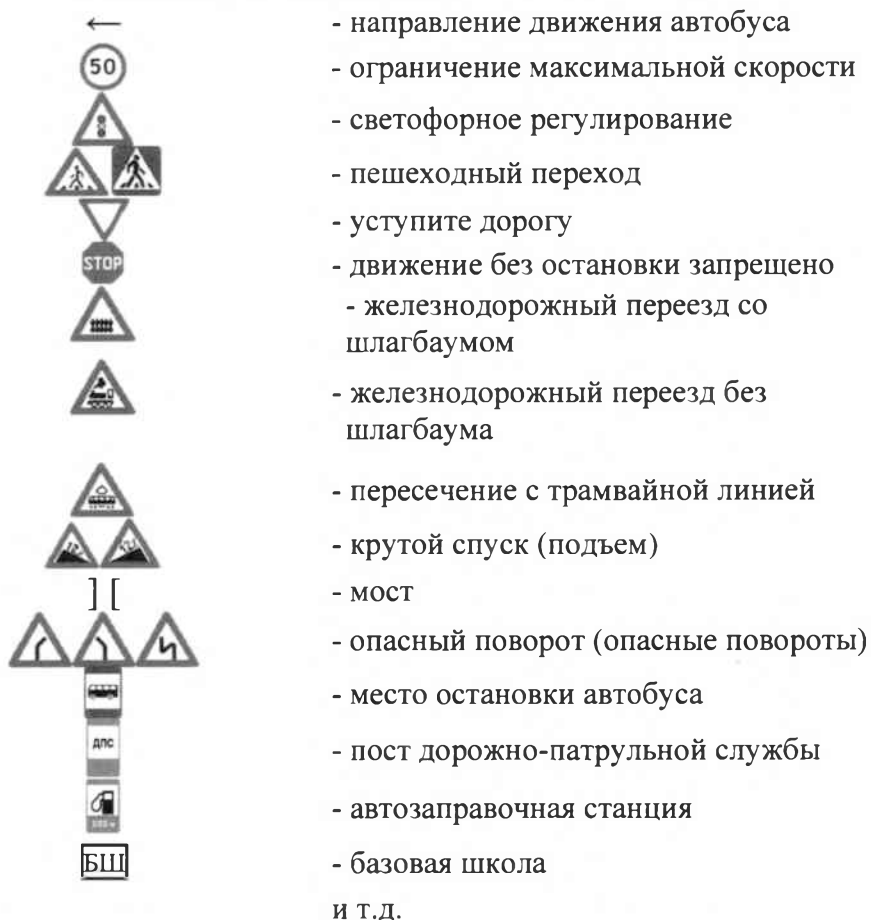 ← - направление движения автобуса
50 - ограничение максимальной скорости
- светофорное регулирование
- пешеходный переход
- уступите дорогу
STOP - движение без остановки запрещено
- железнодорожный переезд со
шлагбаумом
- железнодорожный переезд без
шлагбаума
- пересечение с трамвайной линией
- крутой спуск (подъем)
] [ - мост
- опасный поворот (опасные повороты)
- место остановки автобуса
ДПС - пост дорожно-патрульной службы
- автозаправочная станция
БШ - базовая школа
и т.д.